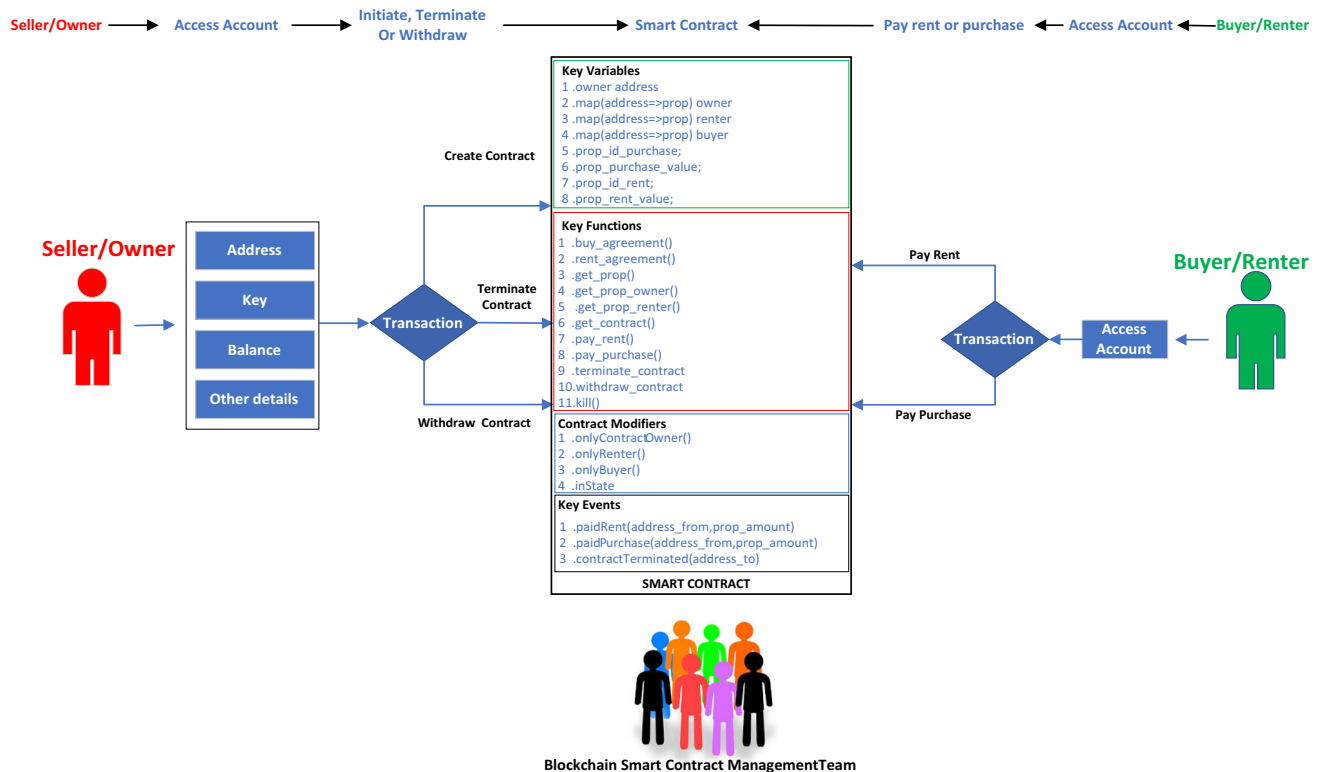 Seller/Owner
Access Account
Initiate, Terminate
Or Withdraw
Smart Contract
Pay rent or purchase
Access Account
Buyer/Renter
Key Variables
1 .owner address
2 .map(address=>prop) owner
3 .map(address=>prop) renter
4 .map(address=>prop) buyer
5 .prop_id_purchase;
6 .prop_purchase_value;
7 .prop_id_rent;
8 .prop_rent_value;
Create Contract
Key Functions
1 .buy_agreement()
2 .rent_agreement()
3 .get_prop()
4 .get_prop_owner()
5 .get_prop_renter()
6 .get_contract()
7 .pay_rent()
8 .pay_purchase()
9 .terminate_contract
10.withdraw_contract
11.kill()
Seller/Owner
Address
Key
Balance
Other details
Transaction
Terminate
Contract
Withdraw Contract
Pay Rent
Transaction
Access
Account
Buyer/Renter
Pay Purchase
Contract Modifiers
1 .onlyContractOwner()
2 .onlyRenter()
3 .onlyBuyer()
4 .inState
Key Events
1 .paidRent(address_from,prop_amount)
2 .paidPurchase(address_from,prop_amount)
3 .contractTerminated(address_to)
SMART CONTRACT
Blockchain Smart Contract ManagementTeam